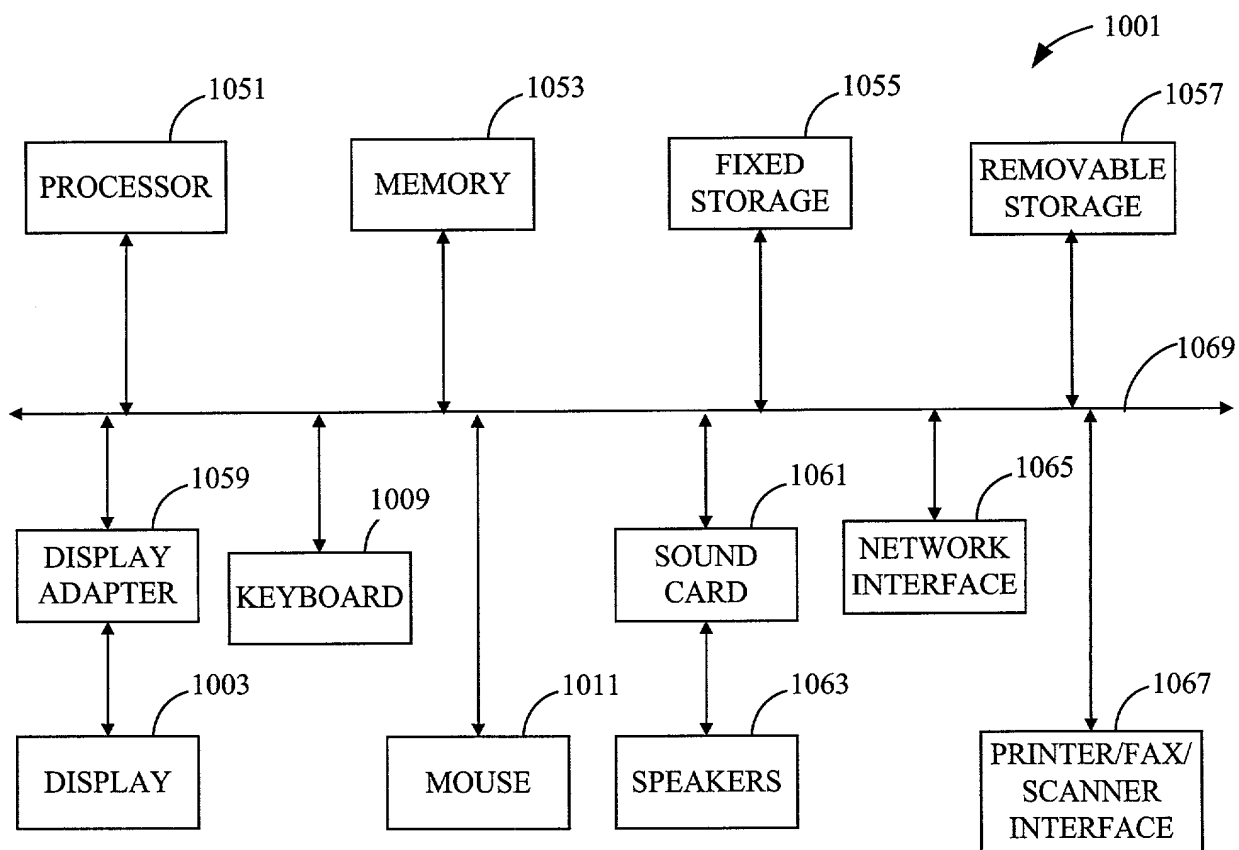 1001
1051
1053
1055
1057
PROCESSOR
MEMORY
FIXED
STORAGE
REMOVABLE
STORAGE
1069
1059
1009
1061
1065
DISPLAY
ADAPTER
KEYBOARD
SOUND
CARD
NETWORK
INTERFACE
1003
1011
1063
1067
DISPLAY
MOUSE
SPEAKERS
PRINTER/FAX/
SCANNER
INTERFACE